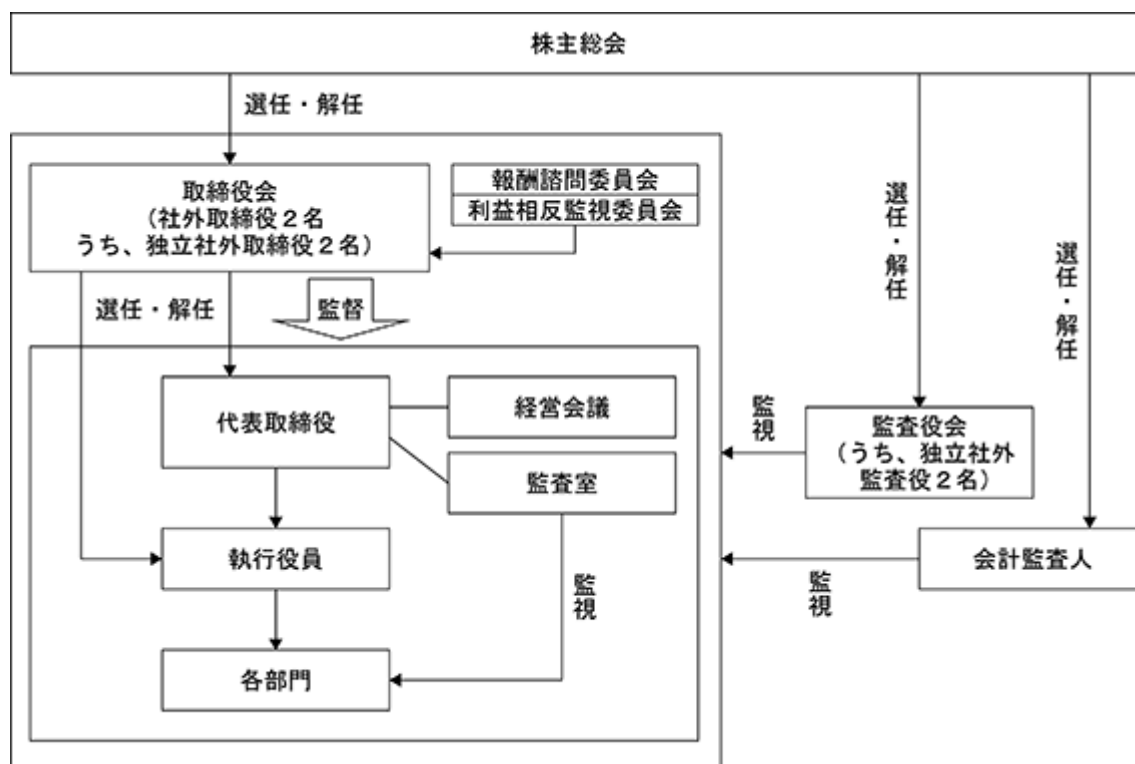 株主総会
選任・解任
取締役会
（社外取締役２名
うち、独立社外取締役２名）
報酬諮問委員会
利益相反監視委員会
選任・解任
選任・解任
選任・解任
監督
代表取締役
経営会議
監査室
監視
監査役会
（うち、独立社外
監査役２名）
執行役員
監視
会計監査人
監視
各部門